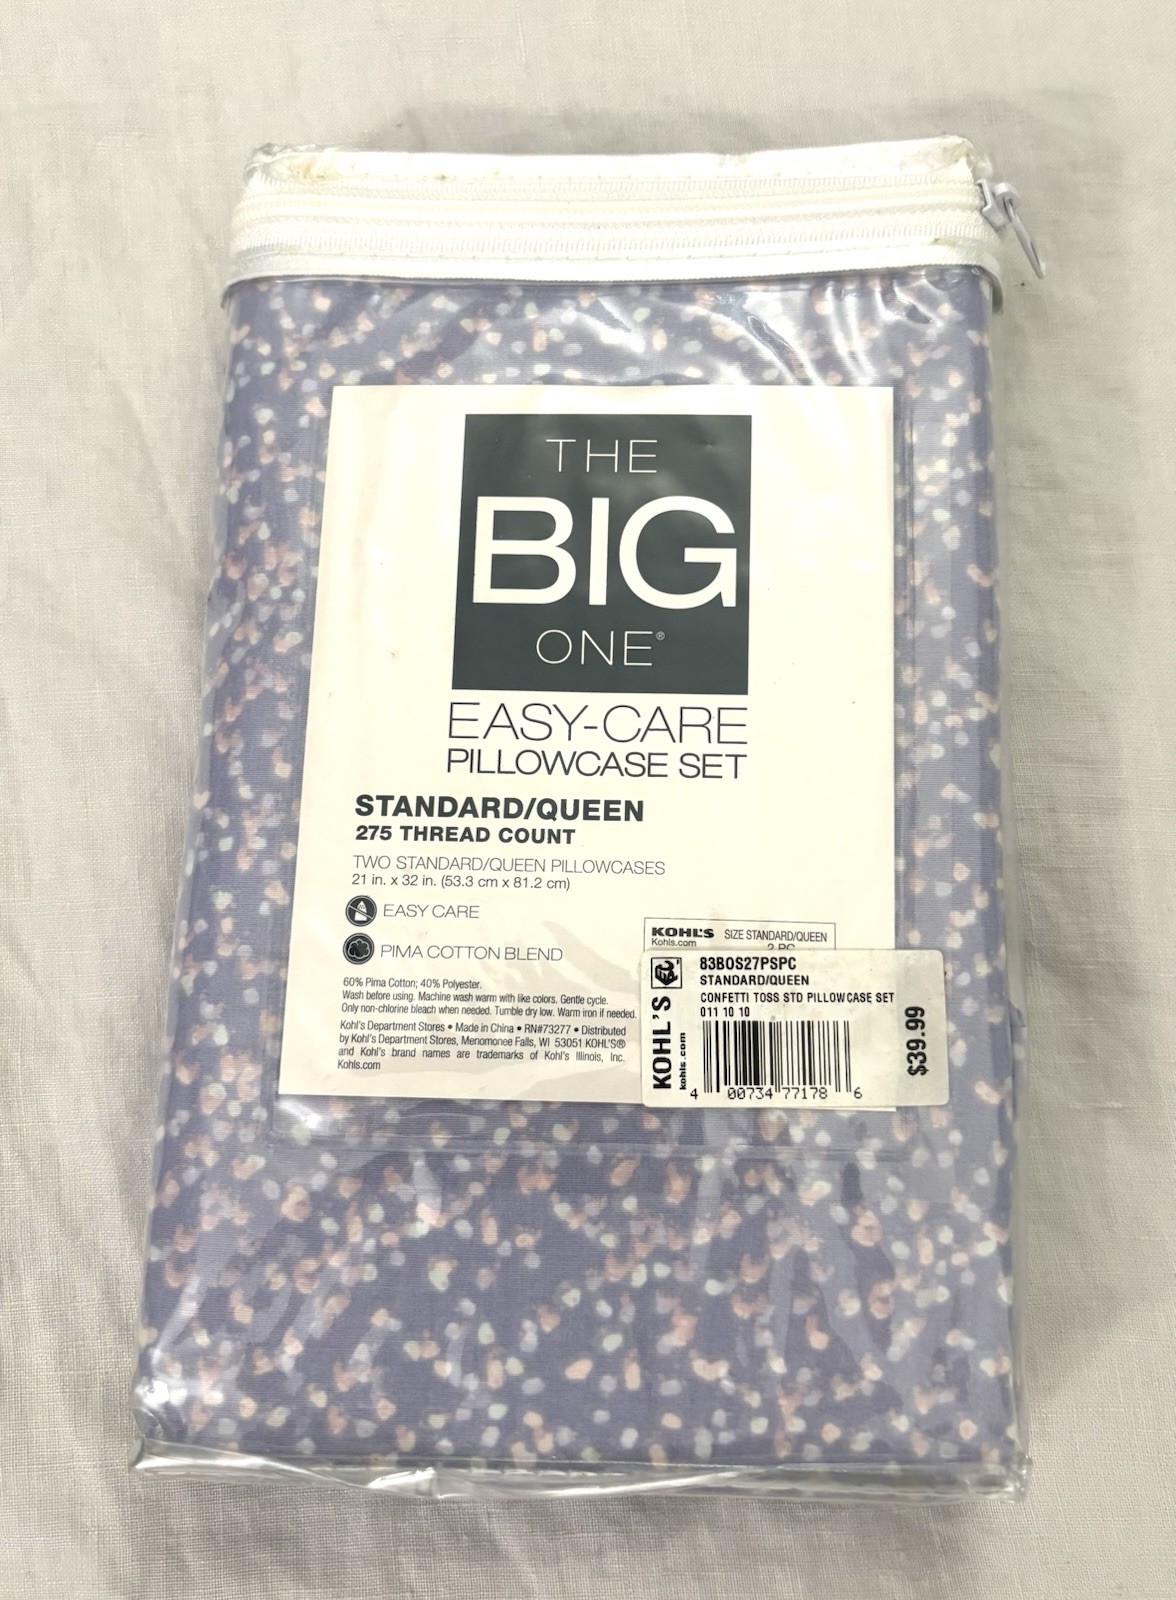 THE
BIG
ONE®
EASY-CARE
PILLOWCASE SET
STANDARD/QUEEN
275 THREAD COUNT
TWO STANDARD/QUEEN PILLOWCASES
21 in. x 32 in. (53.3 cm x 81.2 cm)
EASY CARE
PIMA COTTON BLEND
60% Pima Cotton; 40% Polyester.
Wash before using. Machine wash warm with like colors. Gentle cycle.
Only non-chlorine bleach when needed. Tumble dry low. Warm iron if needed.
Kohl's Department Stores • Made in China • RN#73277 • Distributed
by Kohl's Department Stores, Menomonee Falls, WI 53051 KOHL'S®
and Kohl's brand names are trademarks of Kohl's Illinois, Inc.
Kohls.com
KOHL'S SIZE STANDARD/QUEEN
Kohls.com 2 PC
83BOS27PSPC
STANDARD/QUEEN
CONFETTI TOSS STD PILLOWCASE SET
011 10 10
KOHL'S
kohls.com
$39.99
4 00734 77178 6